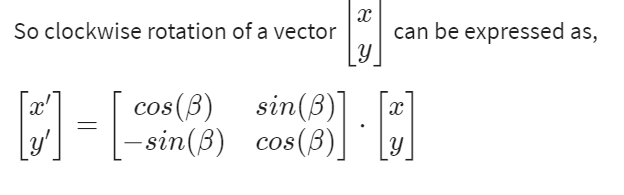 So clockwise rotation of a vector [x y] can be expressed as,
[x′ y′] = [cos(β) sin(β) −sin(β) cos(β)] · [x y]